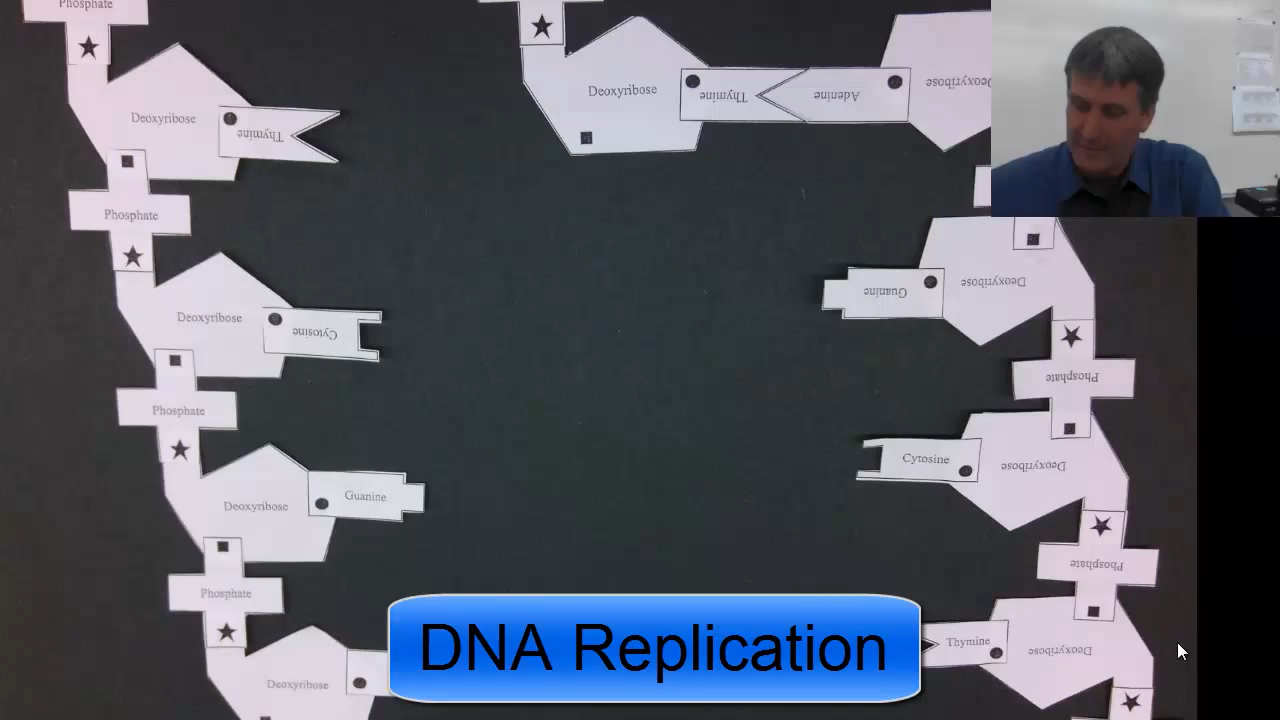 Phosphate
Deoxyribose
Thymine
Phosphate
Deoxyribose
Cytosine
Phosphate
Deoxyribose
Guanine
Phosphate
Deoxyribose
Deoxyribose
Thymine
Adenine
Deoxyribose
Guanine
Deoxyribose
Phosphate
Cytosine
Deoxyribose
Phosphate
Thymine
Deoxyribose
DNA Replication